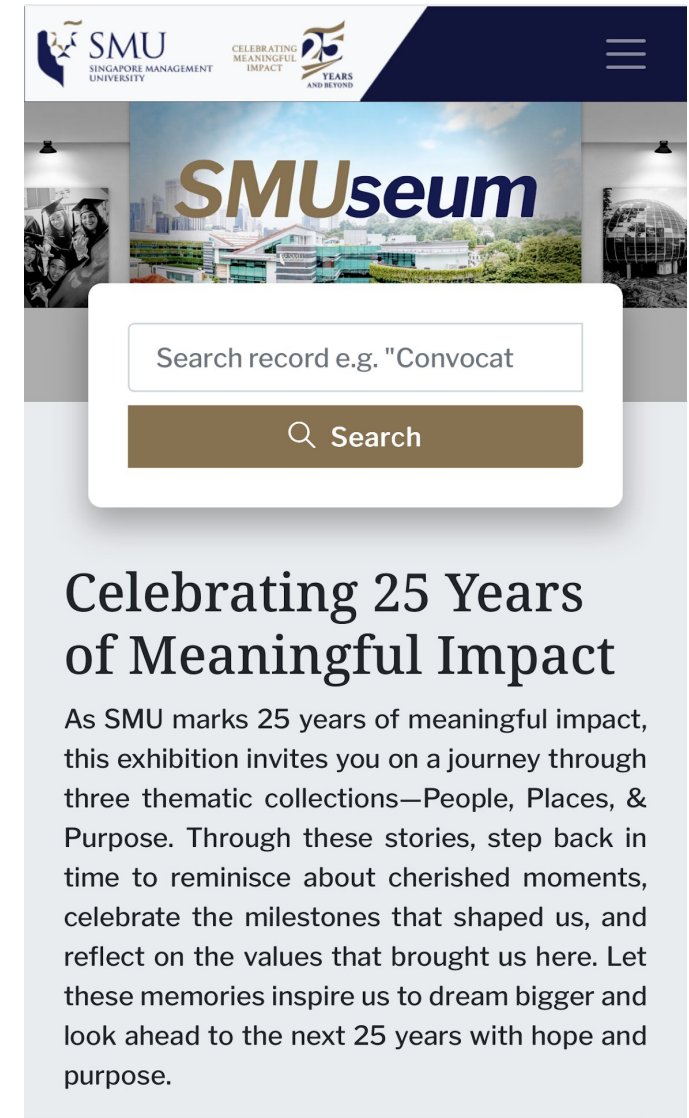 SMU
SINGAPORE MANAGEMENT
UNIVERSITY
CELEBRATING
MEANINGFUL
IMPACT
25
YEARS
AND BEYOND
SMUseum
Search record e.g. "Convocat
Search
Celebrating 25 Years
of Meaningful Impact
As SMU marks 25 years of meaningful impact,
this exhibition invites you on a journey through
three thematic collections—People, Places, &
Purpose. Through these stories, step back in
time to reminisce about cherished moments,
celebrate the milestones that shaped us, and
reflect on the values that brought us here. Let
these memories inspire us to dream bigger and
look ahead to the next 25 years with hope and
purpose.